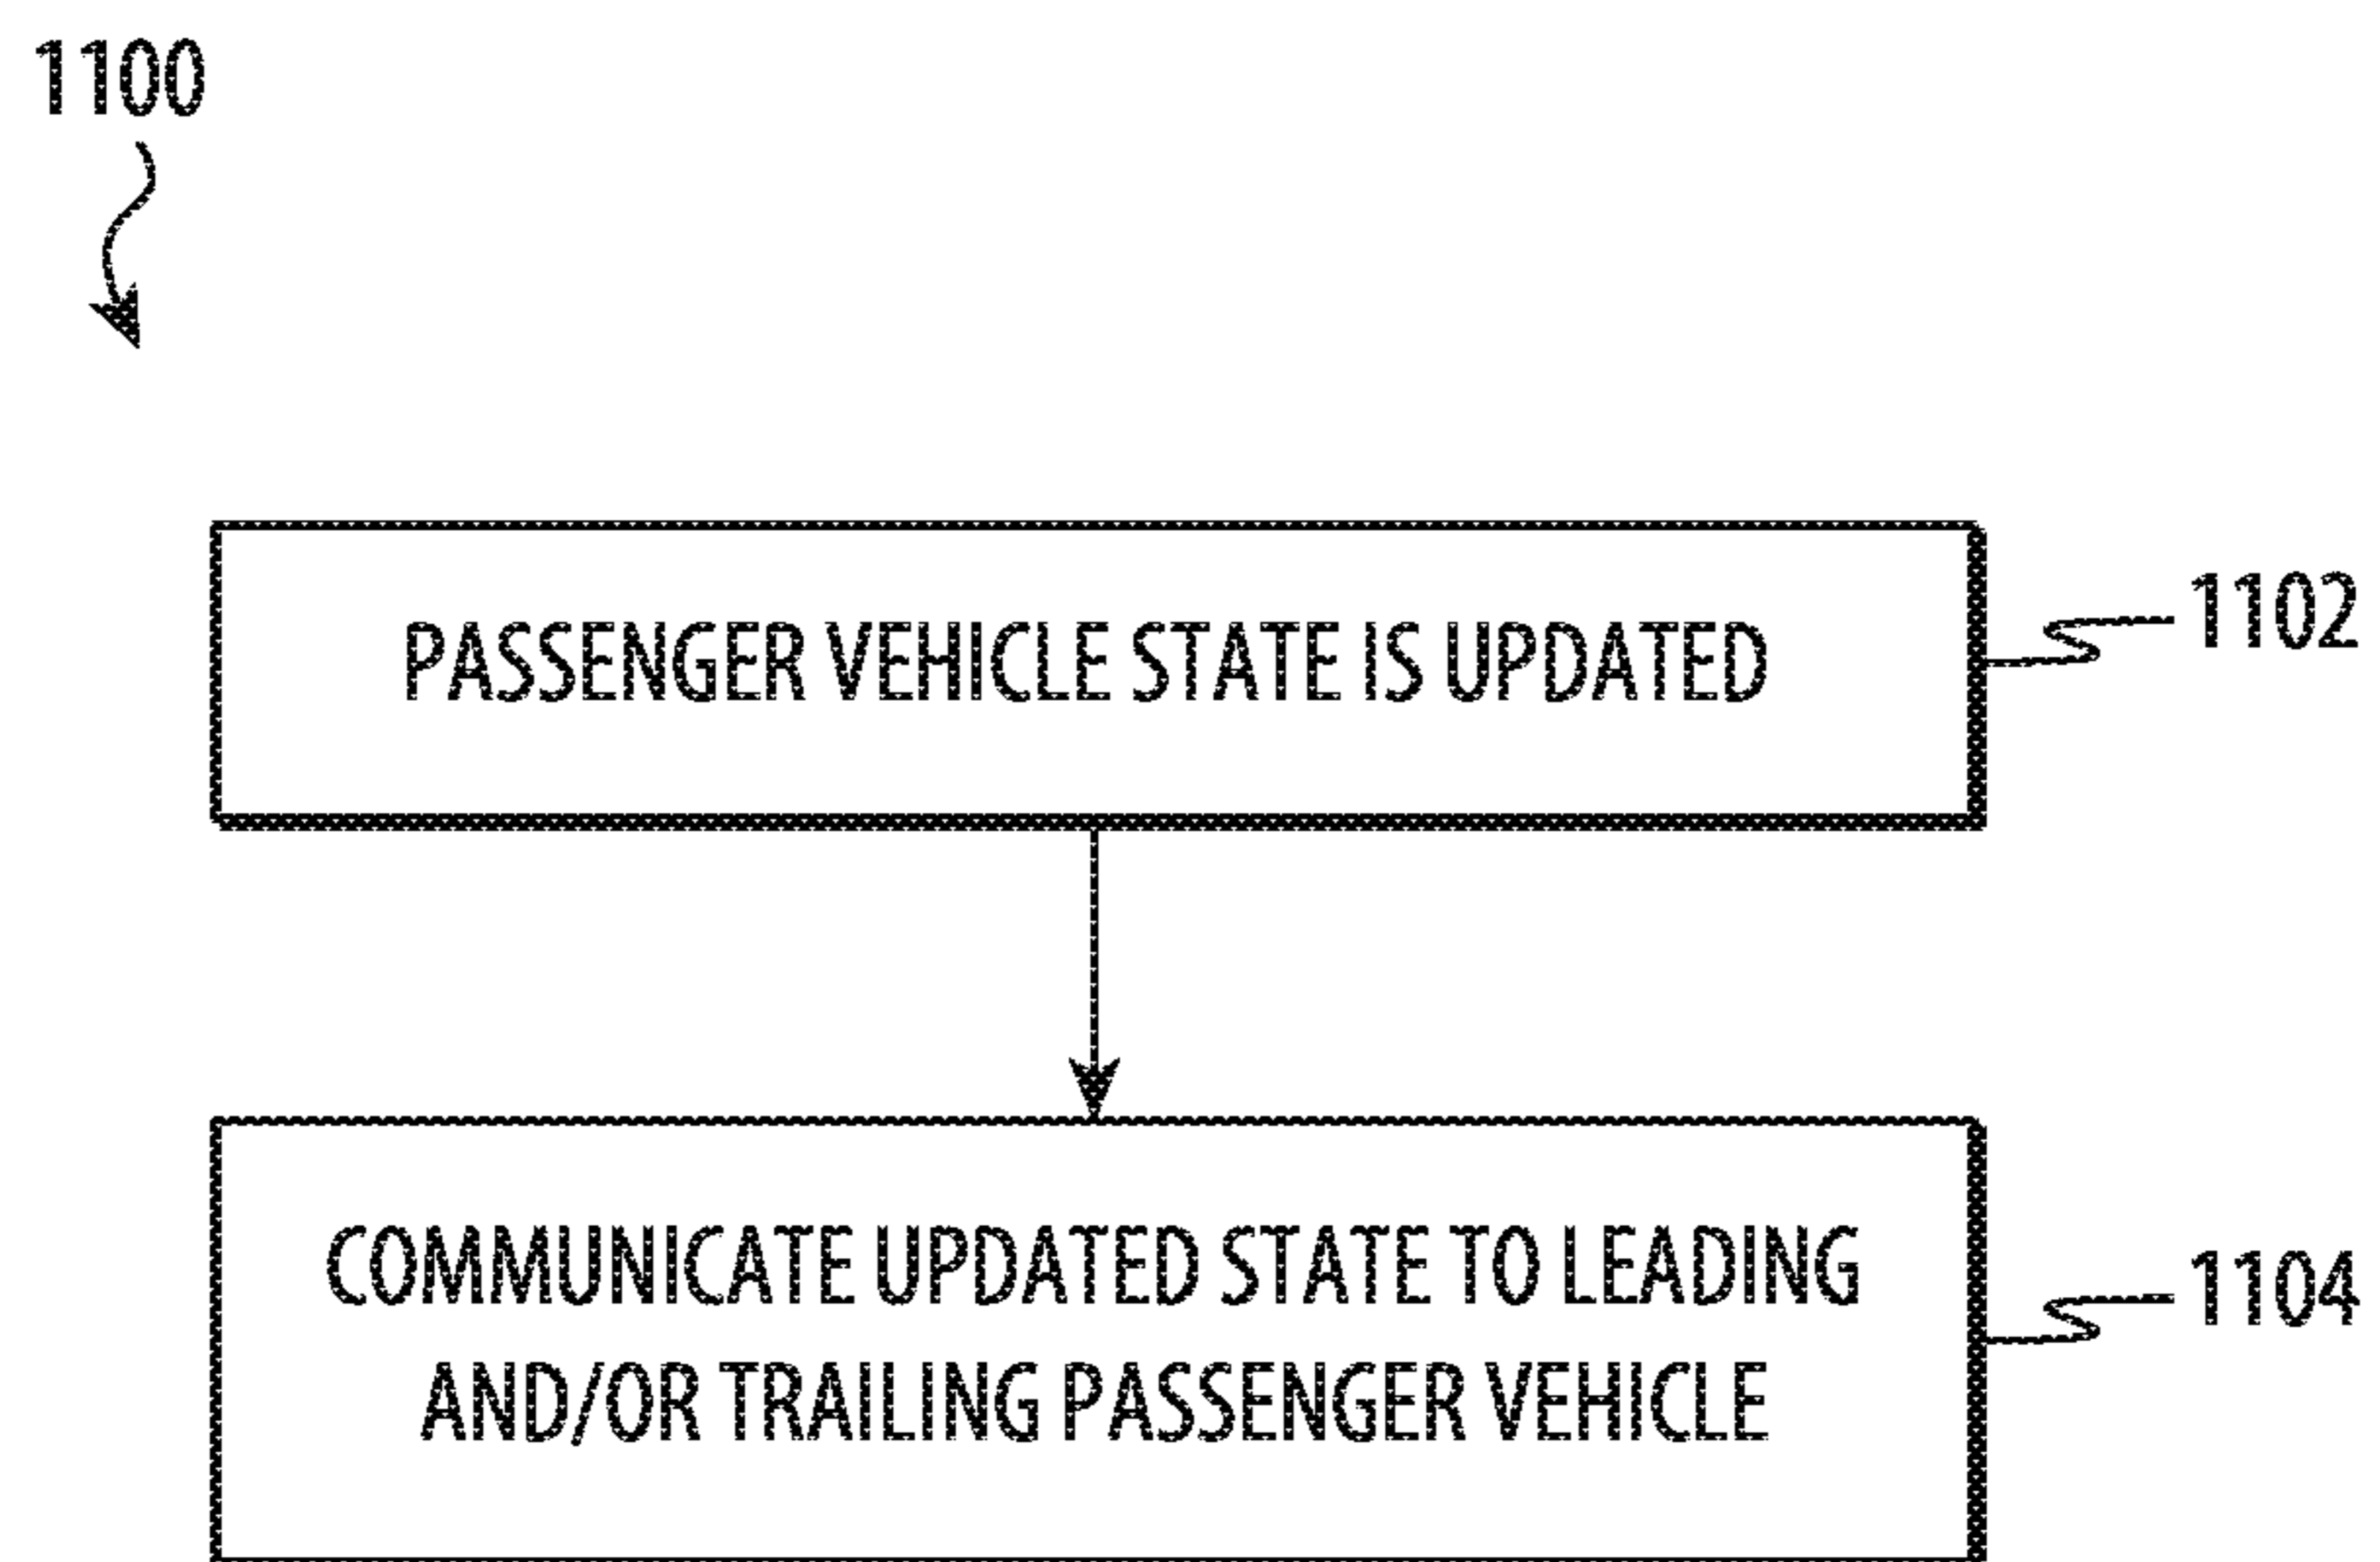 1100
PASSENGER VEHICLE STATE IS UPDATED
1102
COMMUNICATE UPDATED STATE TO LEADING
AND/OR TRAILING PASSENGER VEHICLE
1104